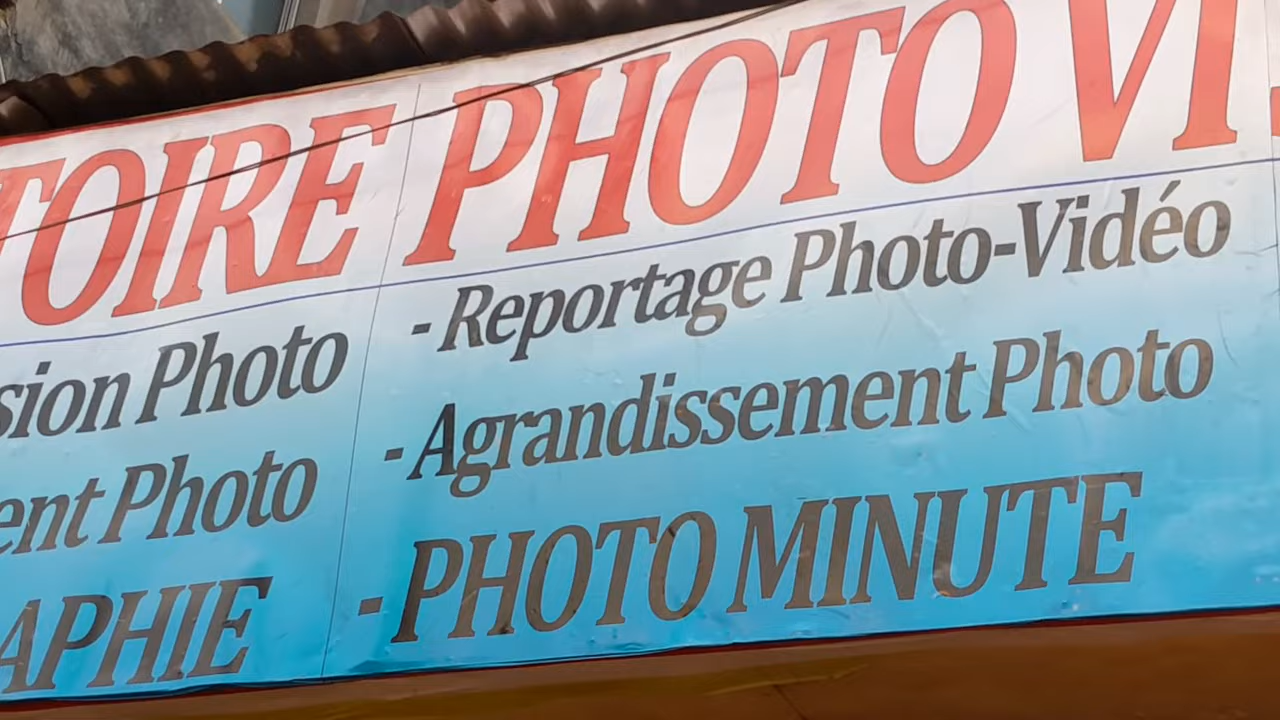 TOIRE PHOTO VI
sion Photo
ent Photo
APHIE
- Reportage Photo-Vidéo
- Agrandissement Photo
- PHOTO MINUTE